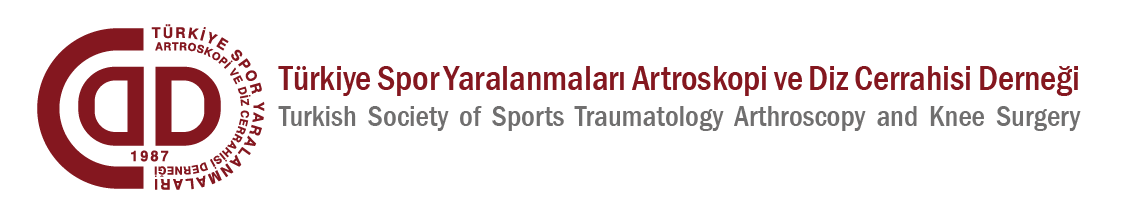 TÜRKİYE SPOR YARALANMALARI
ARTROSKOPİ VE DİZ CERRAHİSİ DERNEĞİ
1987
Türkiye Spor Yaralanmaları Artroskopi ve Diz Cerrahisi Derneği
Turkish Society of Sports Traumatology Arthroscopy and Knee Surgery